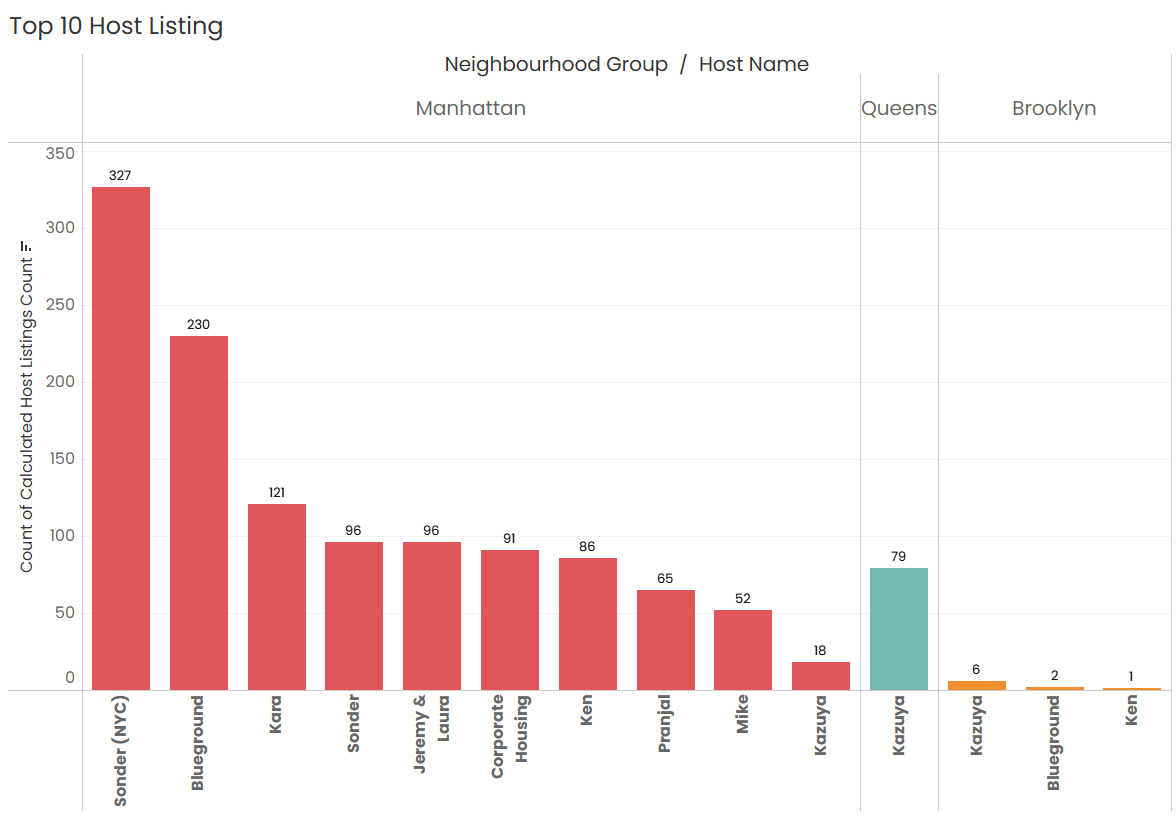 Top 10 Host Listing
Neighbourhood Group / Host Name
Manhattan
Queens
Brooklyn
Count of Calculated Host Listings Count
350
300
250
200
150
100
50
0
327
230
121
96
96
91
86
65
52
18
79
6
2
1
Sonder (NYC)
Blueground
Kara
Sonder
Jeremy &
Laura
Corporate
Housing
Ken
Pranjal
Mike
Kazuya
Kazuya
Kazuya
Blueground
Ken